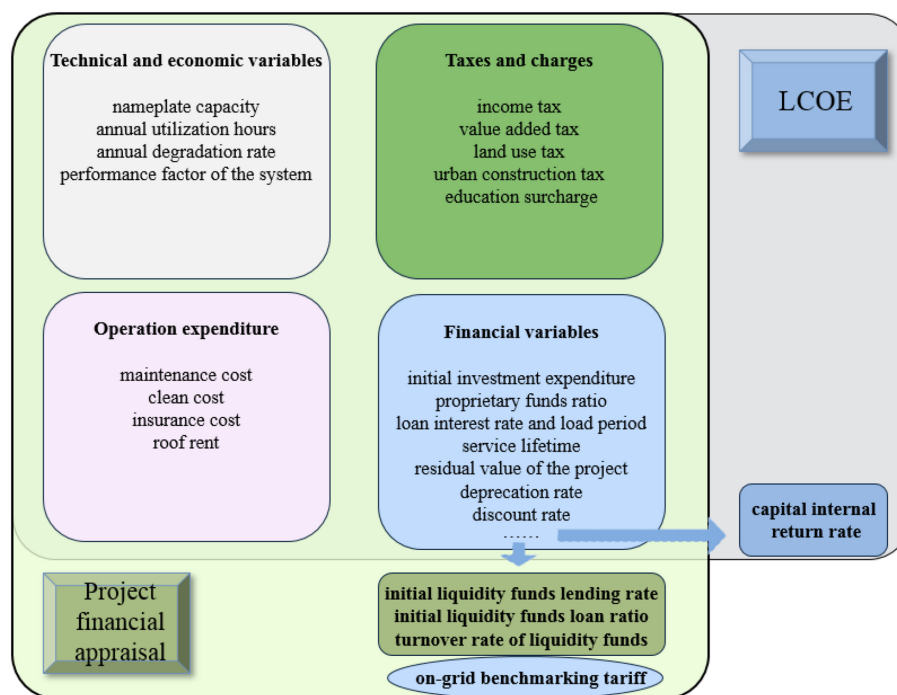 Technical and economic variables
nameplate capacity
annual utilization hours
annual degradation rate
performance factor of the system
Taxes and charges
income tax
value added tax
land use tax
urban construction tax
education surcharge
LCOE
Operation expenditure
maintenance cost
clean cost
insurance cost
roof rent
Financial variables
initial investment expenditure
proprietary funds ratio
loan interest rate and load period
service lifetime
residual value of the project
deprecation rate
discount rate
……
capital internal
return rate
Project
financial
appraisal
initial liquidity funds lending rate
initial liquidity funds loan ratio
turnover rate of liquidity funds
on-grid benchmarking tariff